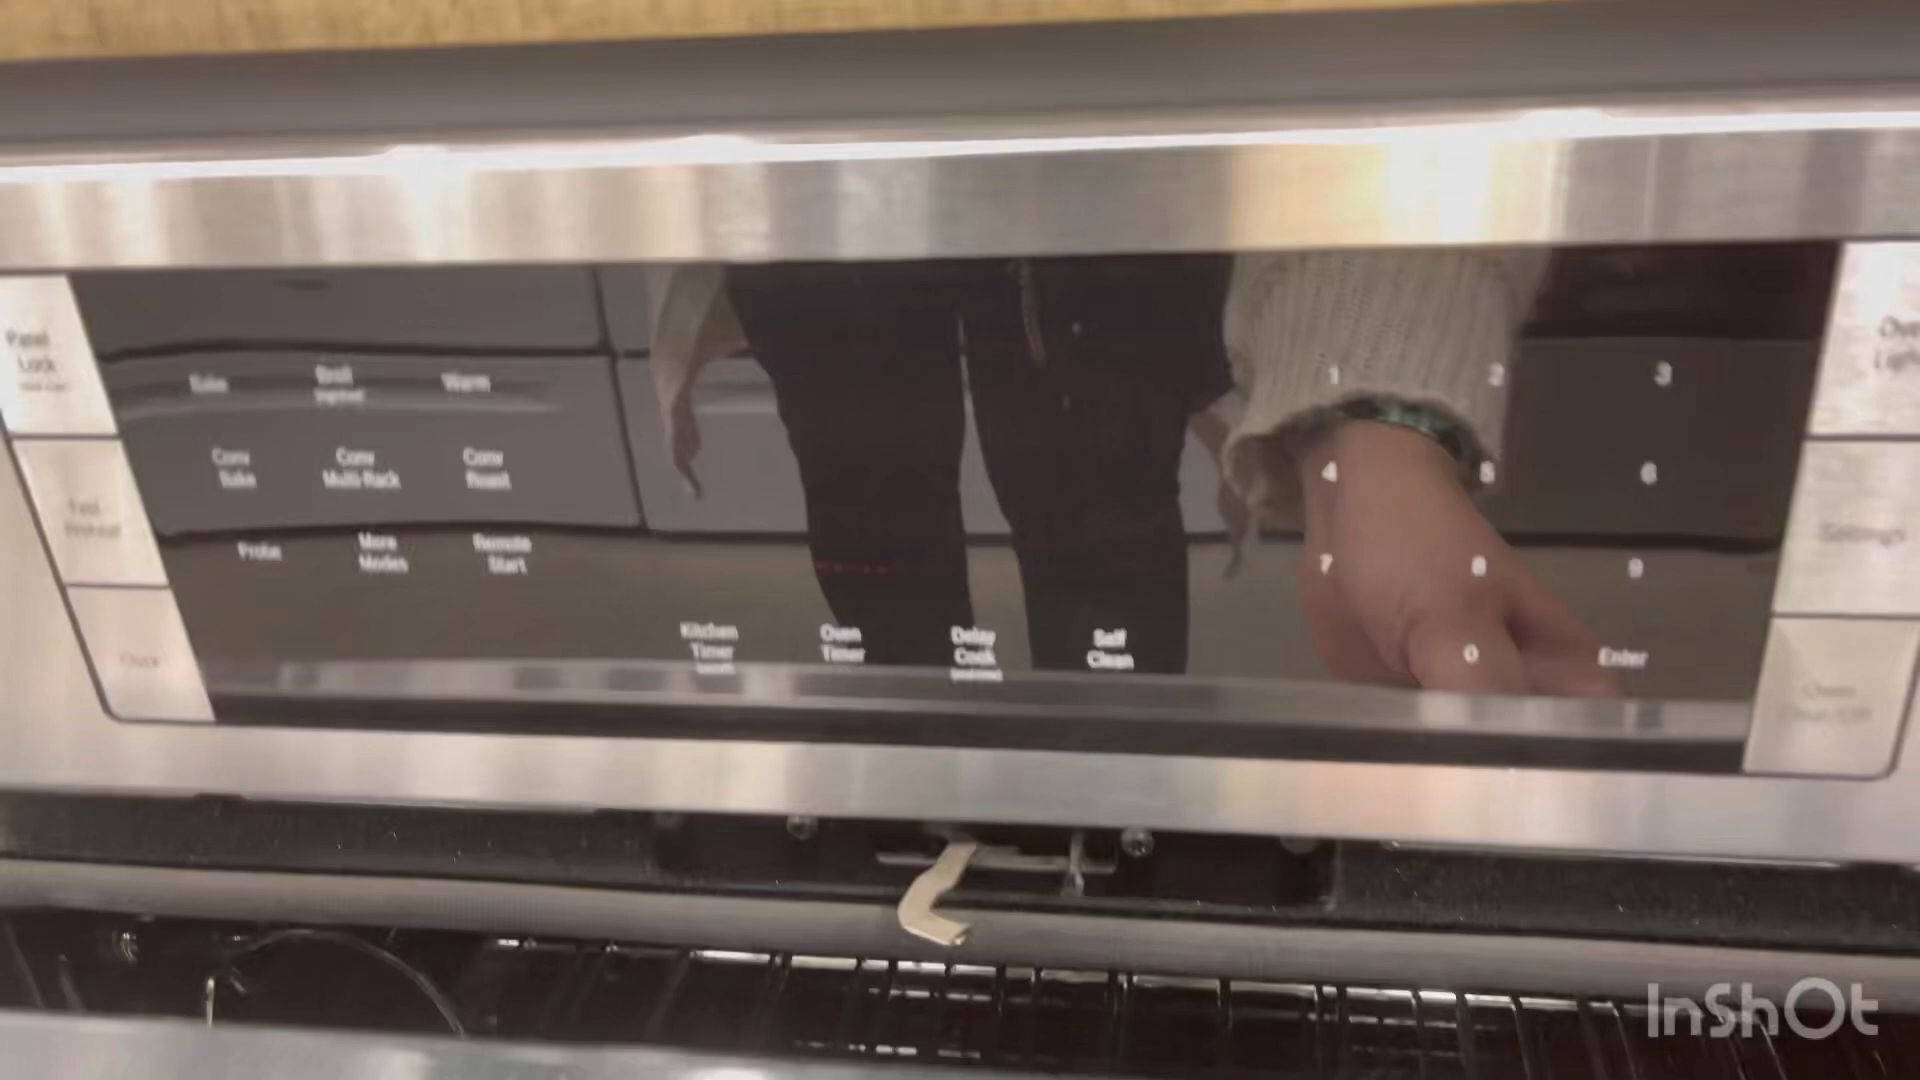 Panel
Lock
Bake
Broil
Warm
Conv
Bake
Conv
Multi-Rack
Conv
Roast
Probe
More
Modes
Remote
Start
Kitchen
Timer
Oven
Timer
Delay
Cook
Self
Clean
1 2 3
4 5 6
7 8 9
0 Enter
Oven
Light
Settings
InShOt